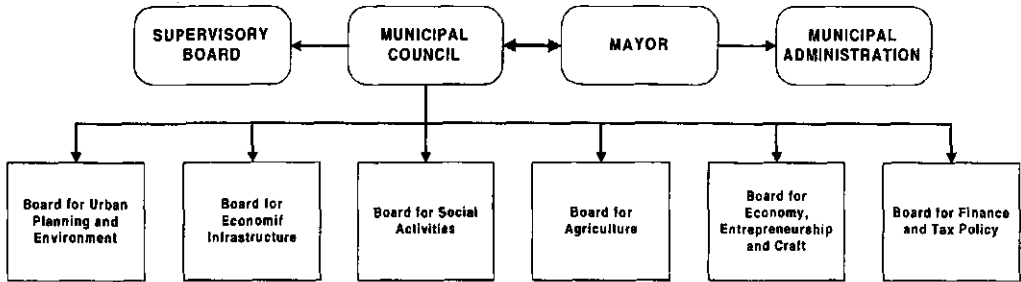 SUPERVISORY
BOARD
MUNICIPAL
COUNCIL
MAYOR
MUNICIPAL
ADMINISTRATION
Board for Urban
Planning and
Environment
Board for
Economif
Infrastructure
Board for Social
Activities
Board for
Agriculture
Board for
Economy,
Entrepreneurship
and Craft
Board for Finance
and Tax Policy